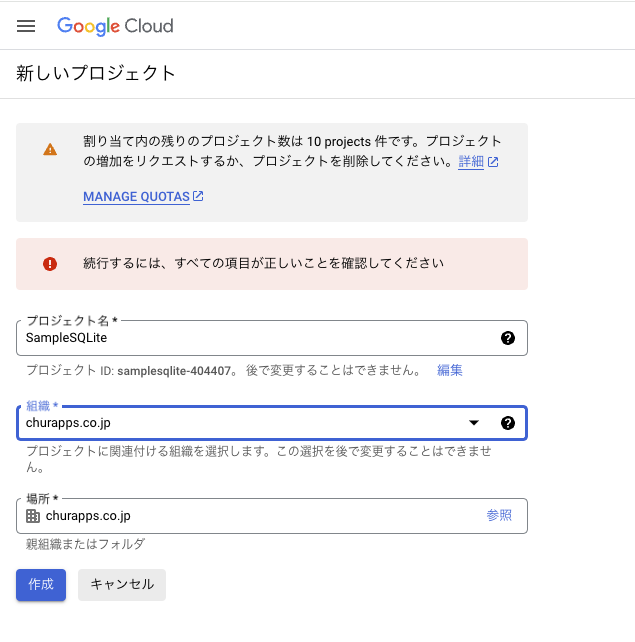 Google Cloud
新しいプロジェクト
割り当て内の残りのプロジェクト数は 10 projects 件です。プロジェクト
の増加をリクエストするか、プロジェクトを削除してください。詳細
MANAGE QUOTAS
続行するには、すべての項目が正しいことを確認してください
プロジェクト名 *
SampleSQLite
プロジェクト ID: samplesqlite-404407。 後で変更することはできません。 編集
組織 *
churapps.co.jp
プロジェクトに関連付ける組織を選択します。この選択を後で変更することはできませ
ん。
場所 *
churapps.co.jp 参照
親組織またはフォルダ
作成 キャンセル